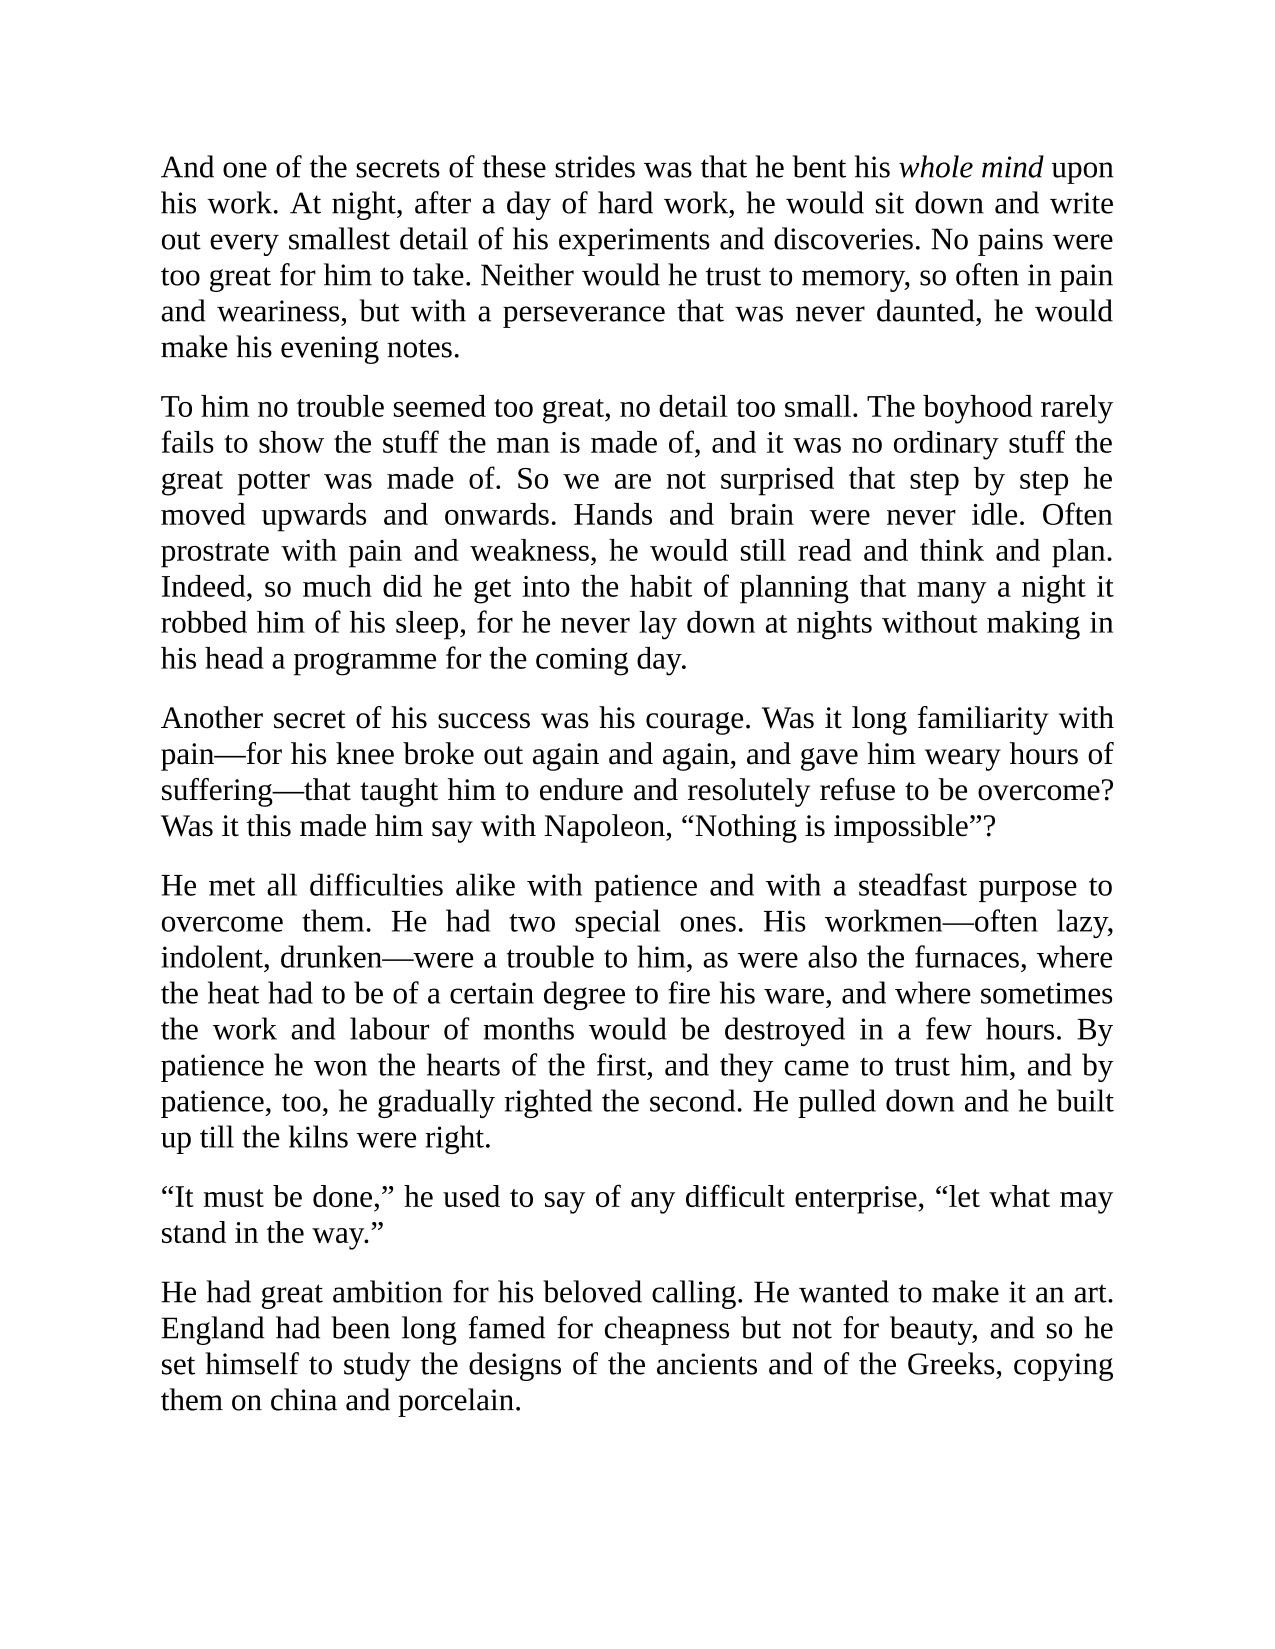 And one of the secrets of these strides was that he bent his whole mind upon
his work. At night, after a day of hard work, he would sit down and write
out every smallest detail of his experiments and discoveries. No pains were
too great for him to take. Neither would he trust to memory, so often in pain
and weariness, but with a perseverance that was never daunted, he would
make his evening notes.
To him no trouble seemed too great, no detail too small. The boyhood rarely
fails to show the stuff the man is made of, and it was no ordinary stuff the
great potter was made of. So we are not surprised that step by step he
moved upwards and onwards. Hands and brain were never idle. Often
prostrate with pain and weakness, he would still read and think and plan.
Indeed, so much did he get into the habit of planning that many a night it
robbed him of his sleep, for he never lay down at nights without making in
his head a programme for the coming day.
Another secret of his success was his courage. Was it long familiarity with
pain—for his knee broke out again and again, and gave him weary hours of
suffering—that taught him to endure and resolutely refuse to be overcome?
Was it this made him say with Napoleon, “Nothing is impossible”?
He met all difficulties alike with patience and with a steadfast purpose to
overcome them. He had two special ones. His workmen—often lazy,
indolent, drunken—were a trouble to him, as were also the furnaces, where
the heat had to be of a certain degree to fire his ware, and where sometimes
the work and labour of months would be destroyed in a few hours. By
patience he won the hearts of the first, and they came to trust him, and by
patience, too, he gradually righted the second. He pulled down and he built
up till the kilns were right.
“It must be done,” he used to say of any difficult enterprise, “let what may
stand in the way.”
He had great ambition for his beloved calling. He wanted to make it an art.
England had been long famed for cheapness but not for beauty, and so he
set himself to study the designs of the ancients and of the Greeks, copying
them on china and porcelain.